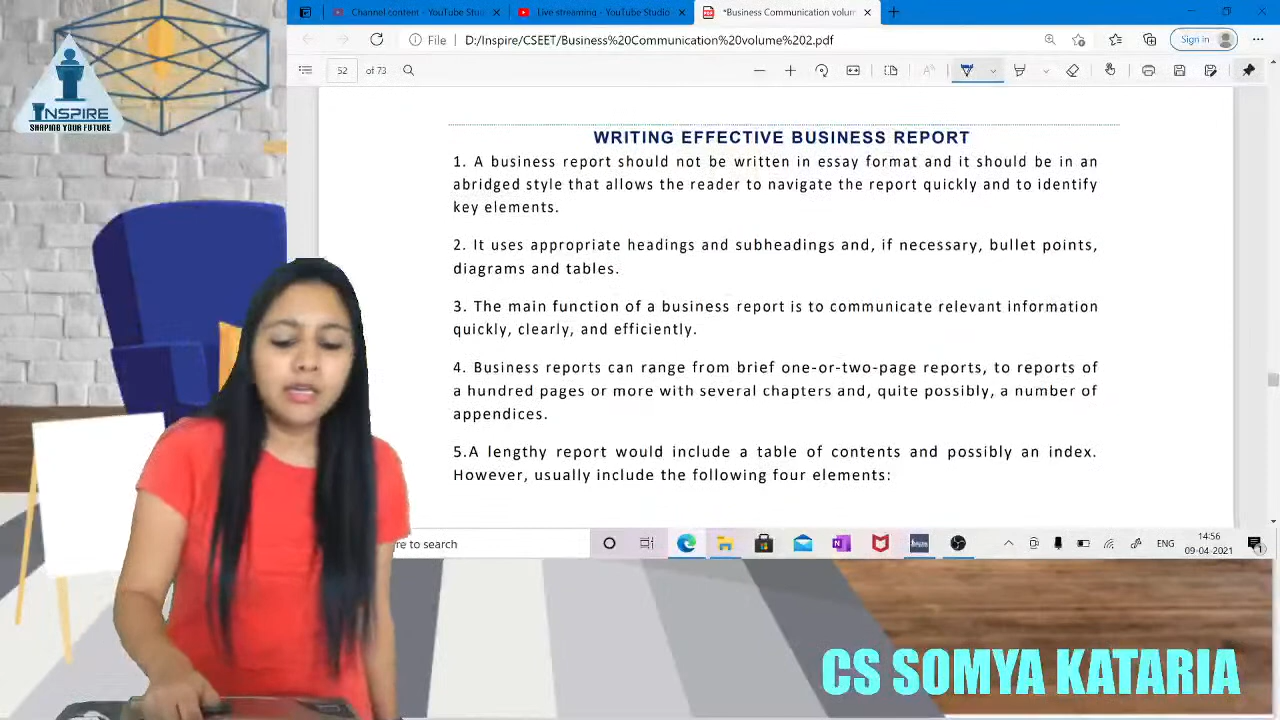 Channel content - YouTube Stu
Live streaming - YouTube Studio
*Business Communication volum
File
D:/Inspire/CSEET/Business%20Communication%20volume%202.pdf
Sign in
52 of 73
INSPIRE
SHAPING YOUR FUTURE
WRITING EFFECTIVE BUSINESS REPORT
1. A business report should not be written in essay format and it should be in an
abridged style that allows the reader to navigate the report quickly and to identify
key elements.
2. It uses appropriate headings and subheadings and, if necessary, bullet points,
diagrams and tables.
3. The main function of a business report is to communicate relevant information
quickly, clearly, and efficiently.
4. Business reports can range from brief one-or-two-page reports, to reports of
a hundred pages or more with several chapters and, quite possibly, a number of
appendices.
5.A lengthy report would include a table of contents and possibly an index.
However, usually include the following four elements:
re to search
ENG
14:56
09-04-2021
CS SOMYA KATARIA